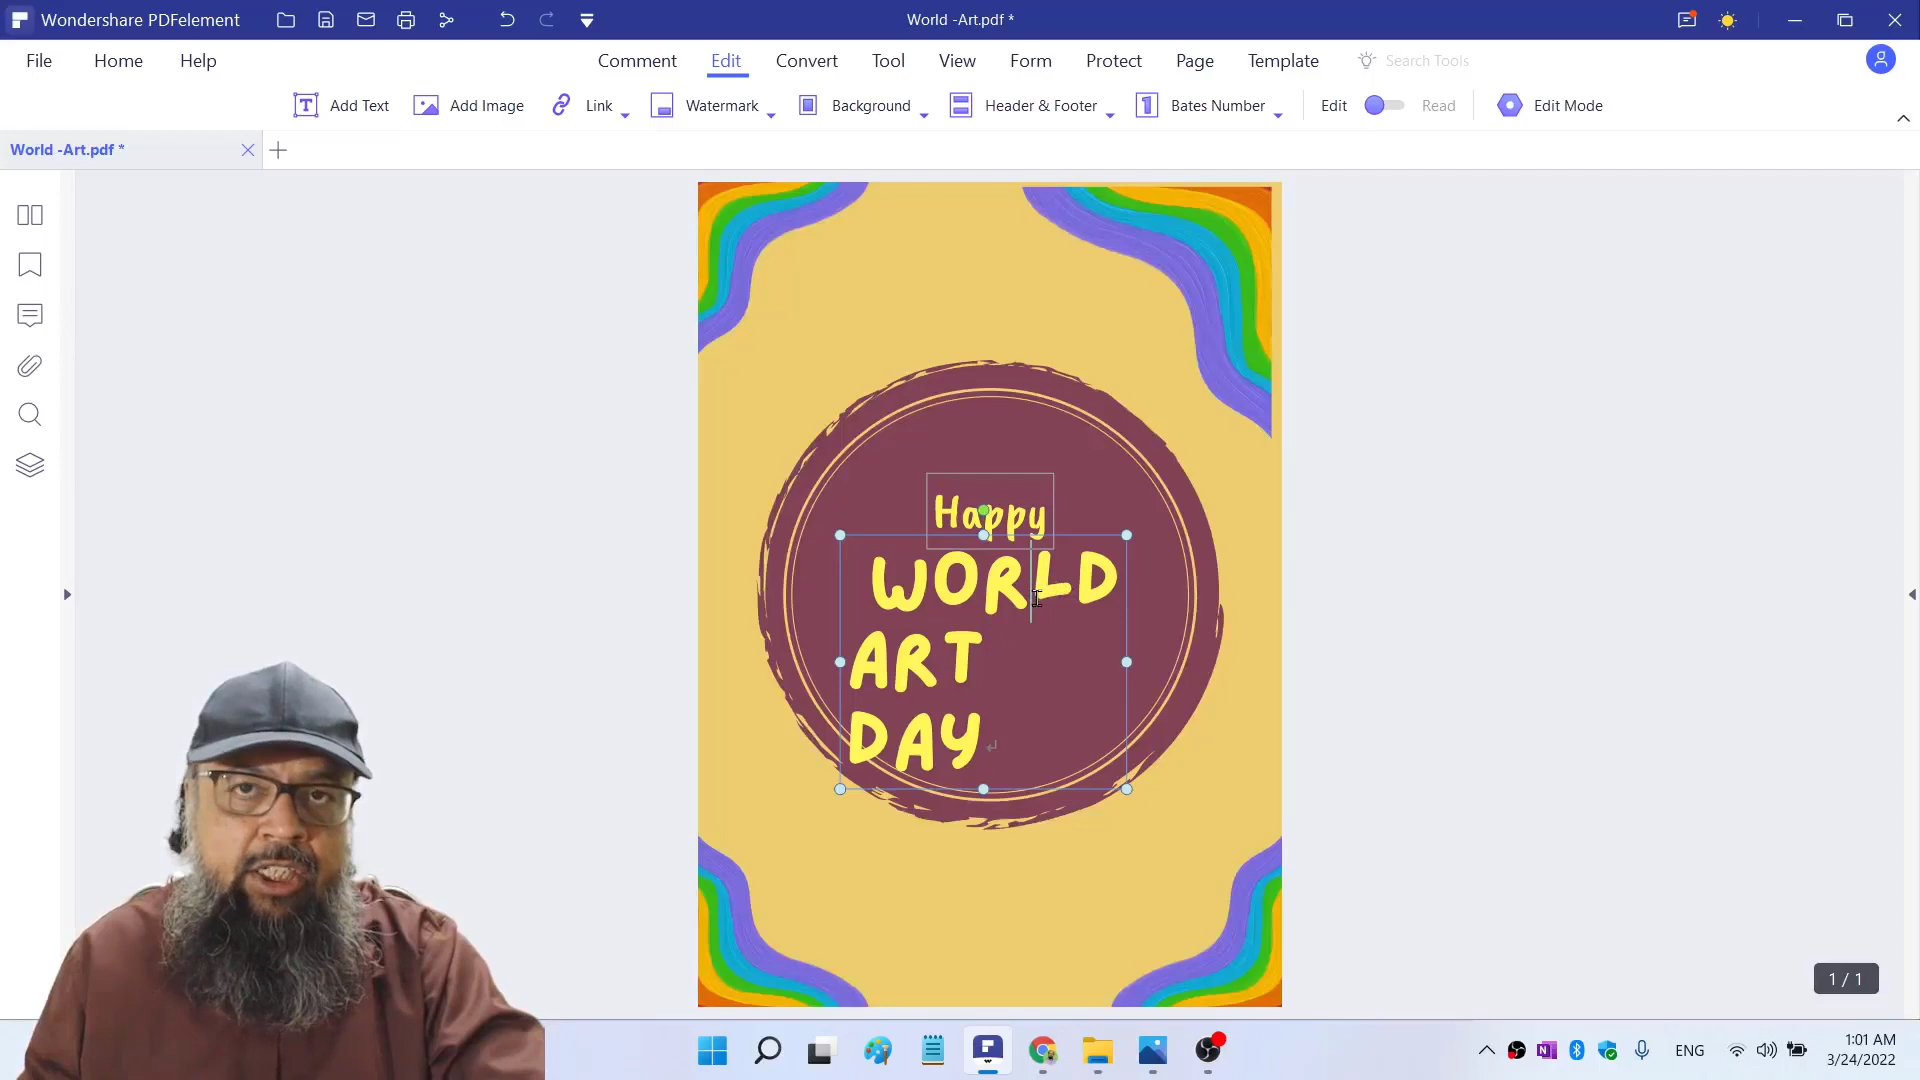 Wondershare PDFelement
World -Art.pdf *
File Home Help Comment Edit Convert Tool View Form Protect Page Template Search Tools
Add Text Add Image Link Watermark Background Header & Footer Bates Number Edit Read Edit Mode
World -Art.pdf *
Happy
WORLD
ART
DAY
1 / 1
ENG
1:01 AM
3/24/2022